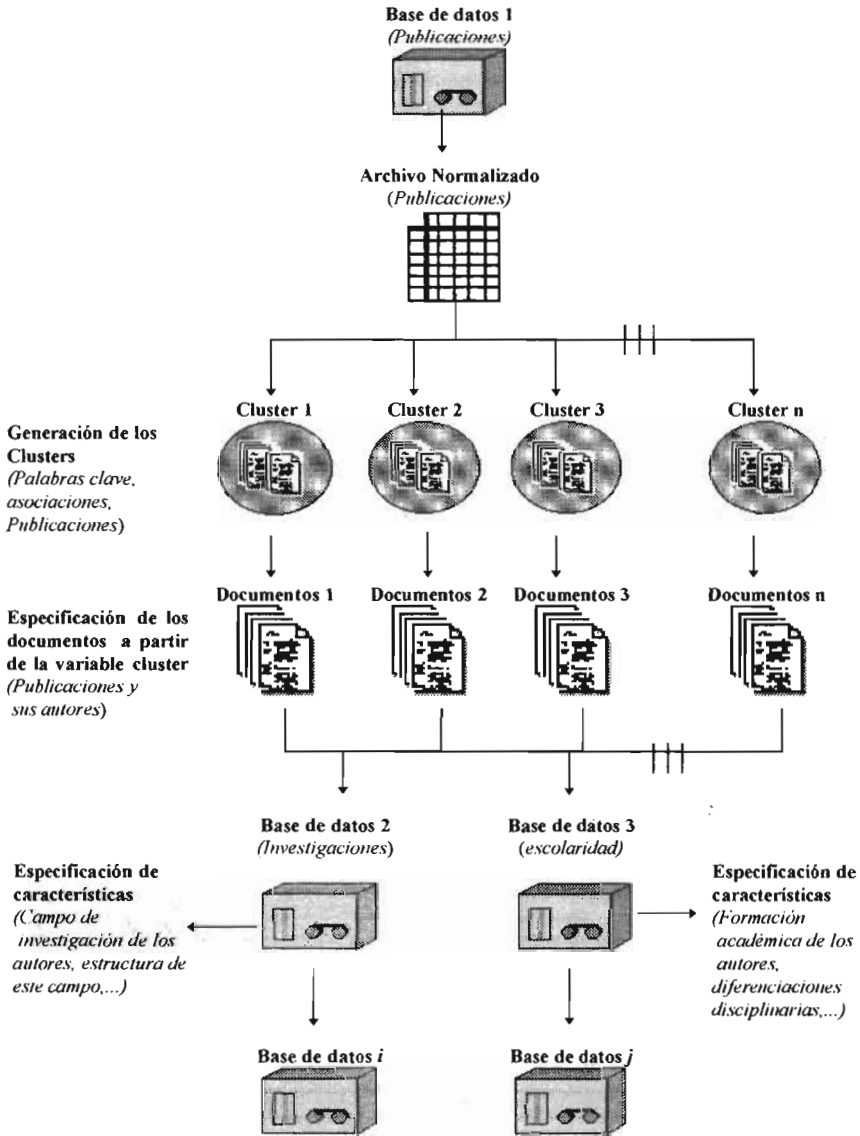 Base de datos 1
(Publicaciones)
Archivo Normalizado
(Publicaciones)
Cluster 1
Cluster 2
Cluster 3
Cluster n
Generación de los
Clusters
(Palabras clave,
asociaciones,
Publicaciones)
Documentos 1
Documentos 2
Documentos 3
Documentos n
Especificación de los
documentos a partir
de la variable cluster
(Publicaciones y
sus autores)
Base de datos 2
(Investigaciones)
Base de datos 3
(escolaridad)
Especificación de
características
(Campo de
investigación de los
autores, estructura de
este campo,...)
Especificación de
características
(Formación
académica de los
autores,
diferenciaciones
disciplinarias,...)
Base de datos i
Base de datos j